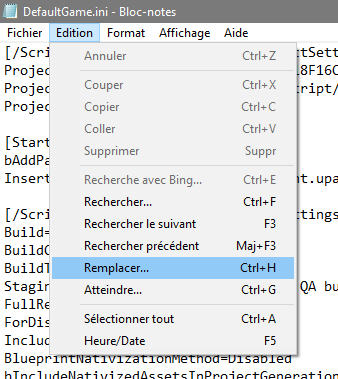 DefaultGame.ini - Bloc-notes
Fichier Edition Format Affichage Aide
[/Scri
Projec
Projec
Projec
[Start
bAddPa
Insert
[/Scri
Build=
BuildC
BuildT
Stagin
FullRe
ForDis
Includ
BlueprintNativizationMethod=Disabled
bIncludeNativizedAssetsInProjectGeneration
Annuler Ctrl+Z
Couper Ctrl+X
Copier Ctrl+C
Coller Ctrl+V
Supprimer Suppr
Recherche avec Bing... Ctrl+E
Rechercher... Ctrl+F
Rechercher le suivant F3
Rechercher précédent Maj+F3
Remplacer... Ctrl+H
Atteindre... Ctrl+G
Sélectionner tout Ctrl+A
Heure/Date F5
ctSett
8F16C
cript/
nt.upa
ttings
QA bu